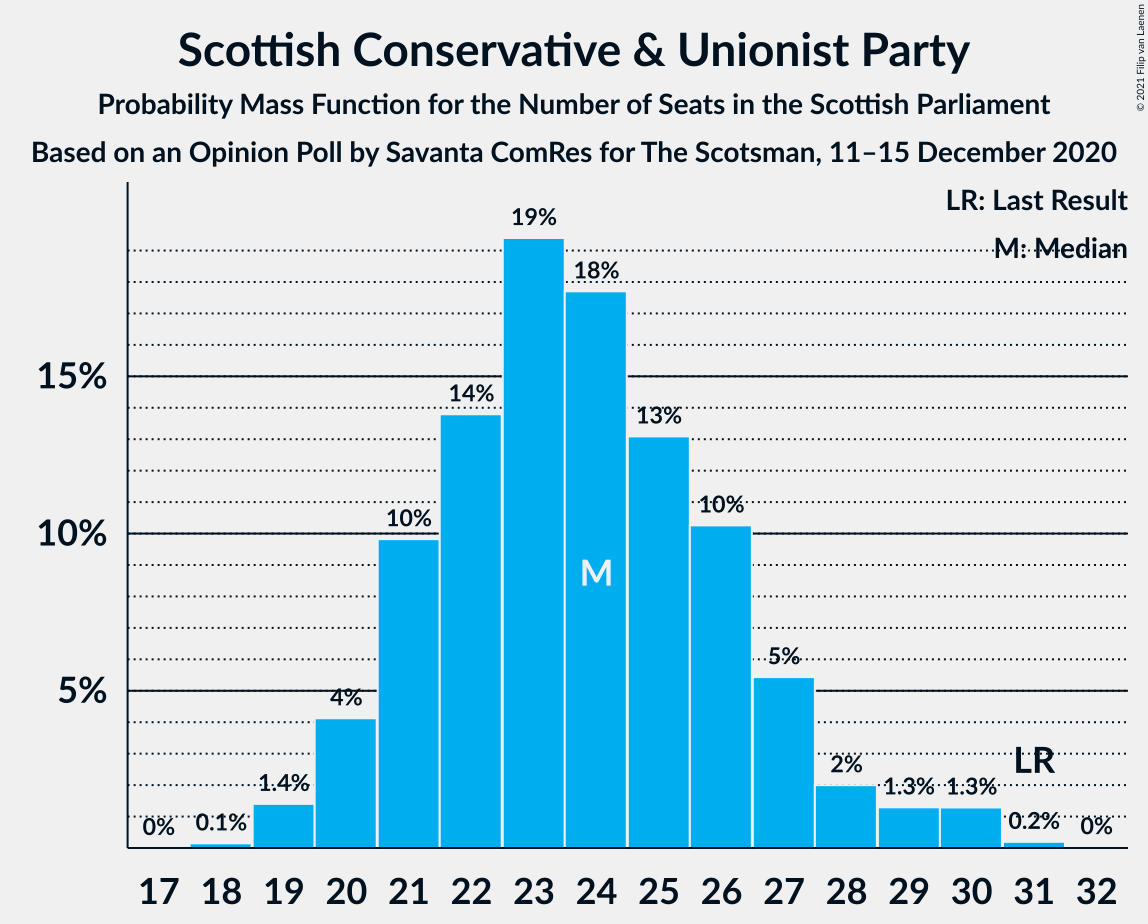 Scottish Conservative & Unionist Party
Probability Mass Function for the Number of Seats in the Scottish Parliament
Based on an Opinion Poll by Savanta ComRes for The Scotsman, 11–15 December 2020
© 2021 Filip van Laenen
LR: Last Result
M: Median
15%
10%
5%
0%
0.1%
1.4%
4%
10%
14%
19%
18%
13%
10%
5%
2%
1.3%
1.3%
0.2%
0%
M
LR
17 18 19 20 21 22 23 24 25 26 27 28 29 30 31 32